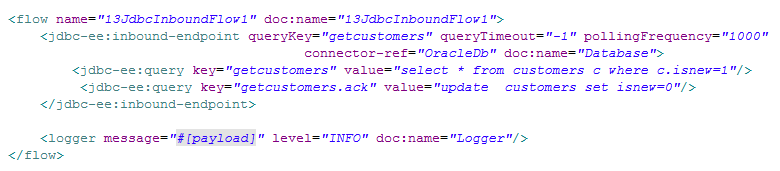 <flow name="13JdbcInboundFlow1" doc:name="13JdbcInboundFlow1">
<jdbc-ee:inbound-endpoint queryKey="getcustomers" queryTimeout="-1" pollingFrequency="1000"
connector-ref="OracleDb" doc:name="Database">
<jdbc-ee:query key="getcustomers" value="select * from customers c where c.isnew=1"/>
<jdbc-ee:query key="getcustomers.ack" value="update  customers set isnew=0"/>
</jdbc-ee:inbound-endpoint>
<logger message="#[payload]" level="INFO" doc:name="Logger"/>
</flow>